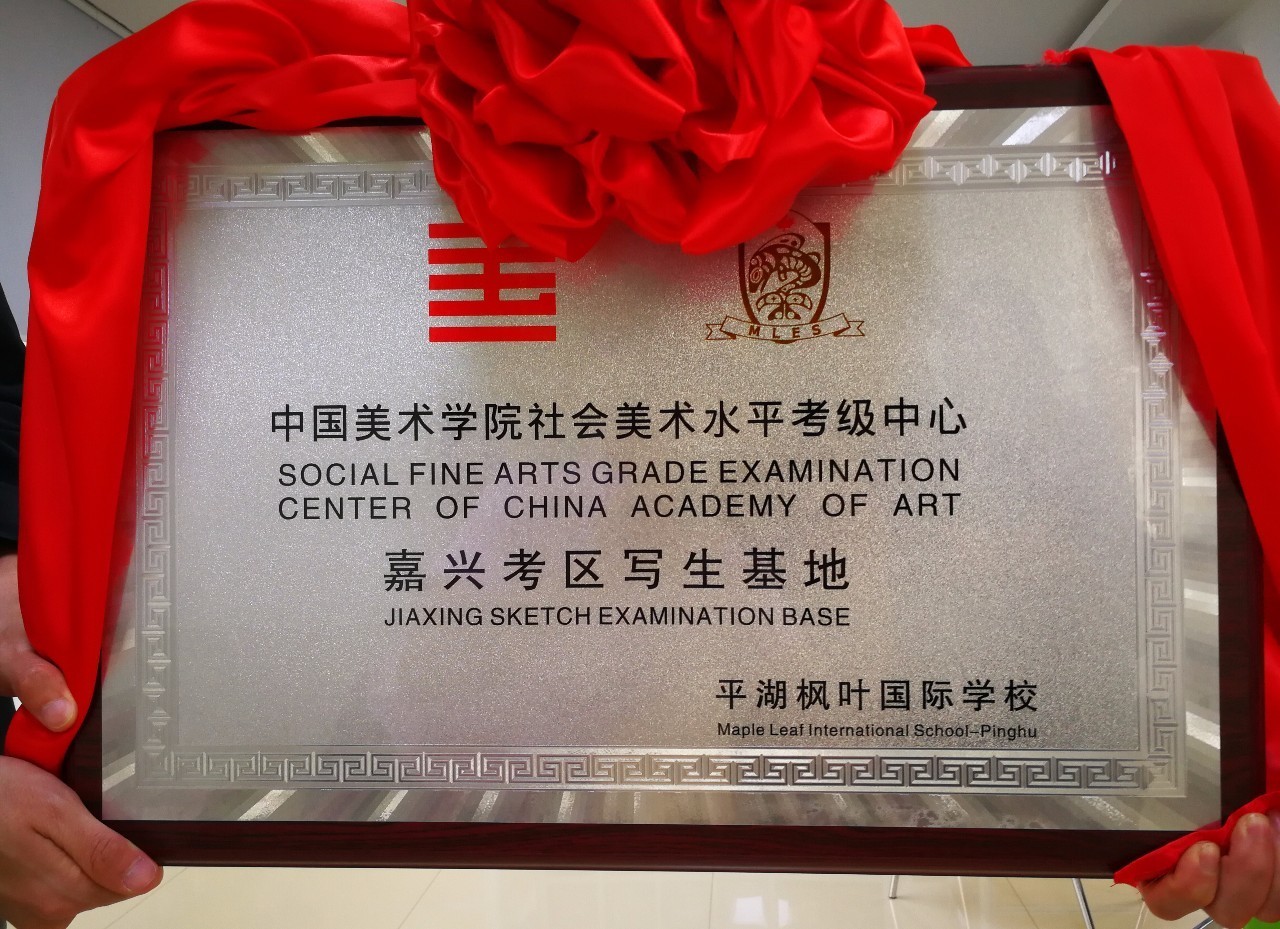 MLES
中国美术学院社会美术水平考级中心
SOCIAL FINE ARTS GRADE EXAMINATION
CENTER OF CHINA ACADEMY OF ART
嘉兴考区写生基地
JIAXING SKETCH EXAMINATION BASE
平湖枫叶国际学校
Maple Leaf International School-Pinghu